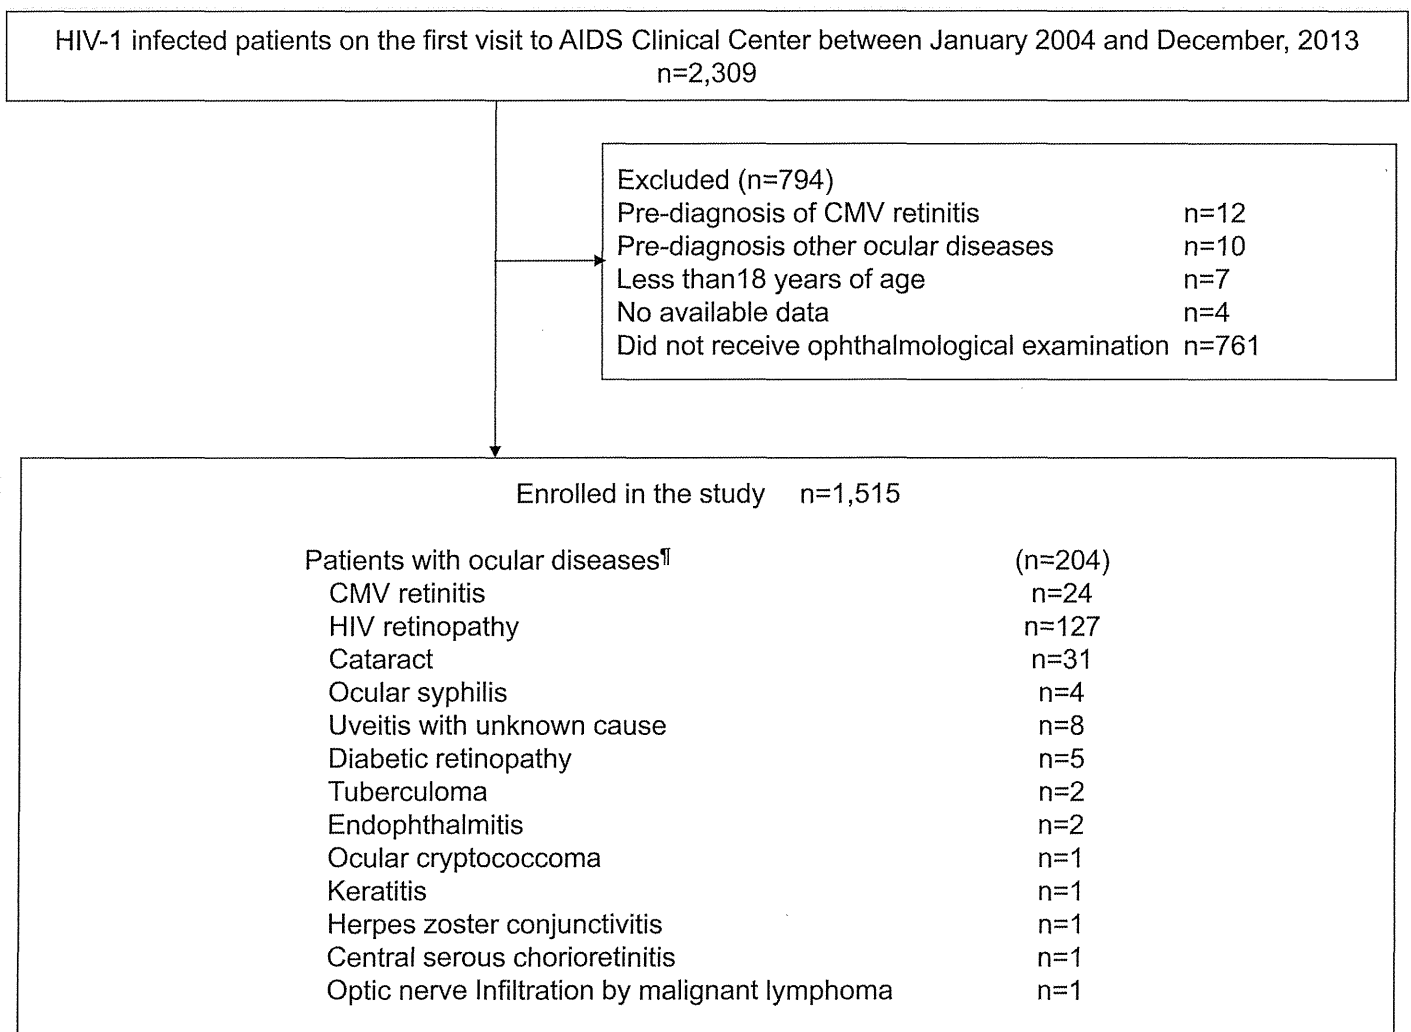 HIV-1 infected patients on the first visit to AIDS Clinical Center between January 2004 and December, 2013
n=2,309
Excluded (n=794)
Pre-diagnosis of CMV retinitis n=12
Pre-diagnosis other ocular diseases n=10
Less than18 years of age n=7
No available data n=4
Did not receive ophthalmological examination n=761
Enrolled in the study n=1,515
Patients with ocular diseases¶ (n=204)
CMV retinitis n=24
HIV retinopathy n=127
Cataract n=31
Ocular syphilis n=4
Uveitis with unknown cause n=8
Diabetic retinopathy n=5
Tuberculoma n=2
Endophthalmitis n=2
Ocular cryptococcoma n=1
Keratitis n=1
Herpes zoster conjunctivitis n=1
Central serous chorioretinitis n=1
Optic nerve Infiltration by malignant lymphoma n=1